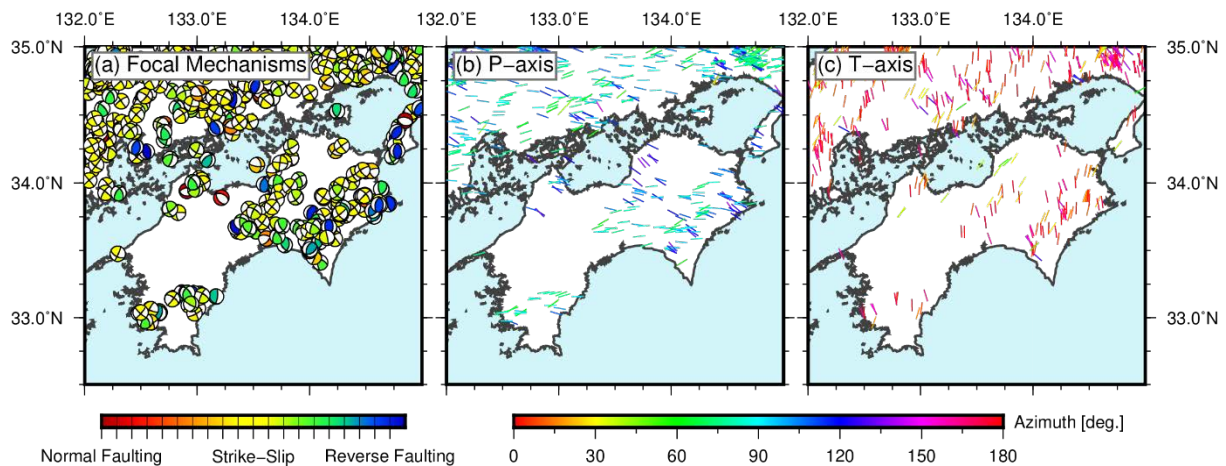 132.0°E 133.0°E 134.0°E 132.0°E 133.0°E 134.0°E 132.0°E 133.0°E 134.0°E
35.0°N (a) Focal Mechanisms (b) P-axis (c) T-axis 35.0°N
34.0°N 34.0°N
33.0°N 33.0°N
Normal Faulting Strike-Slip Reverse Faulting
Azimuth [deg.]
0 30 60 90 120 150 180